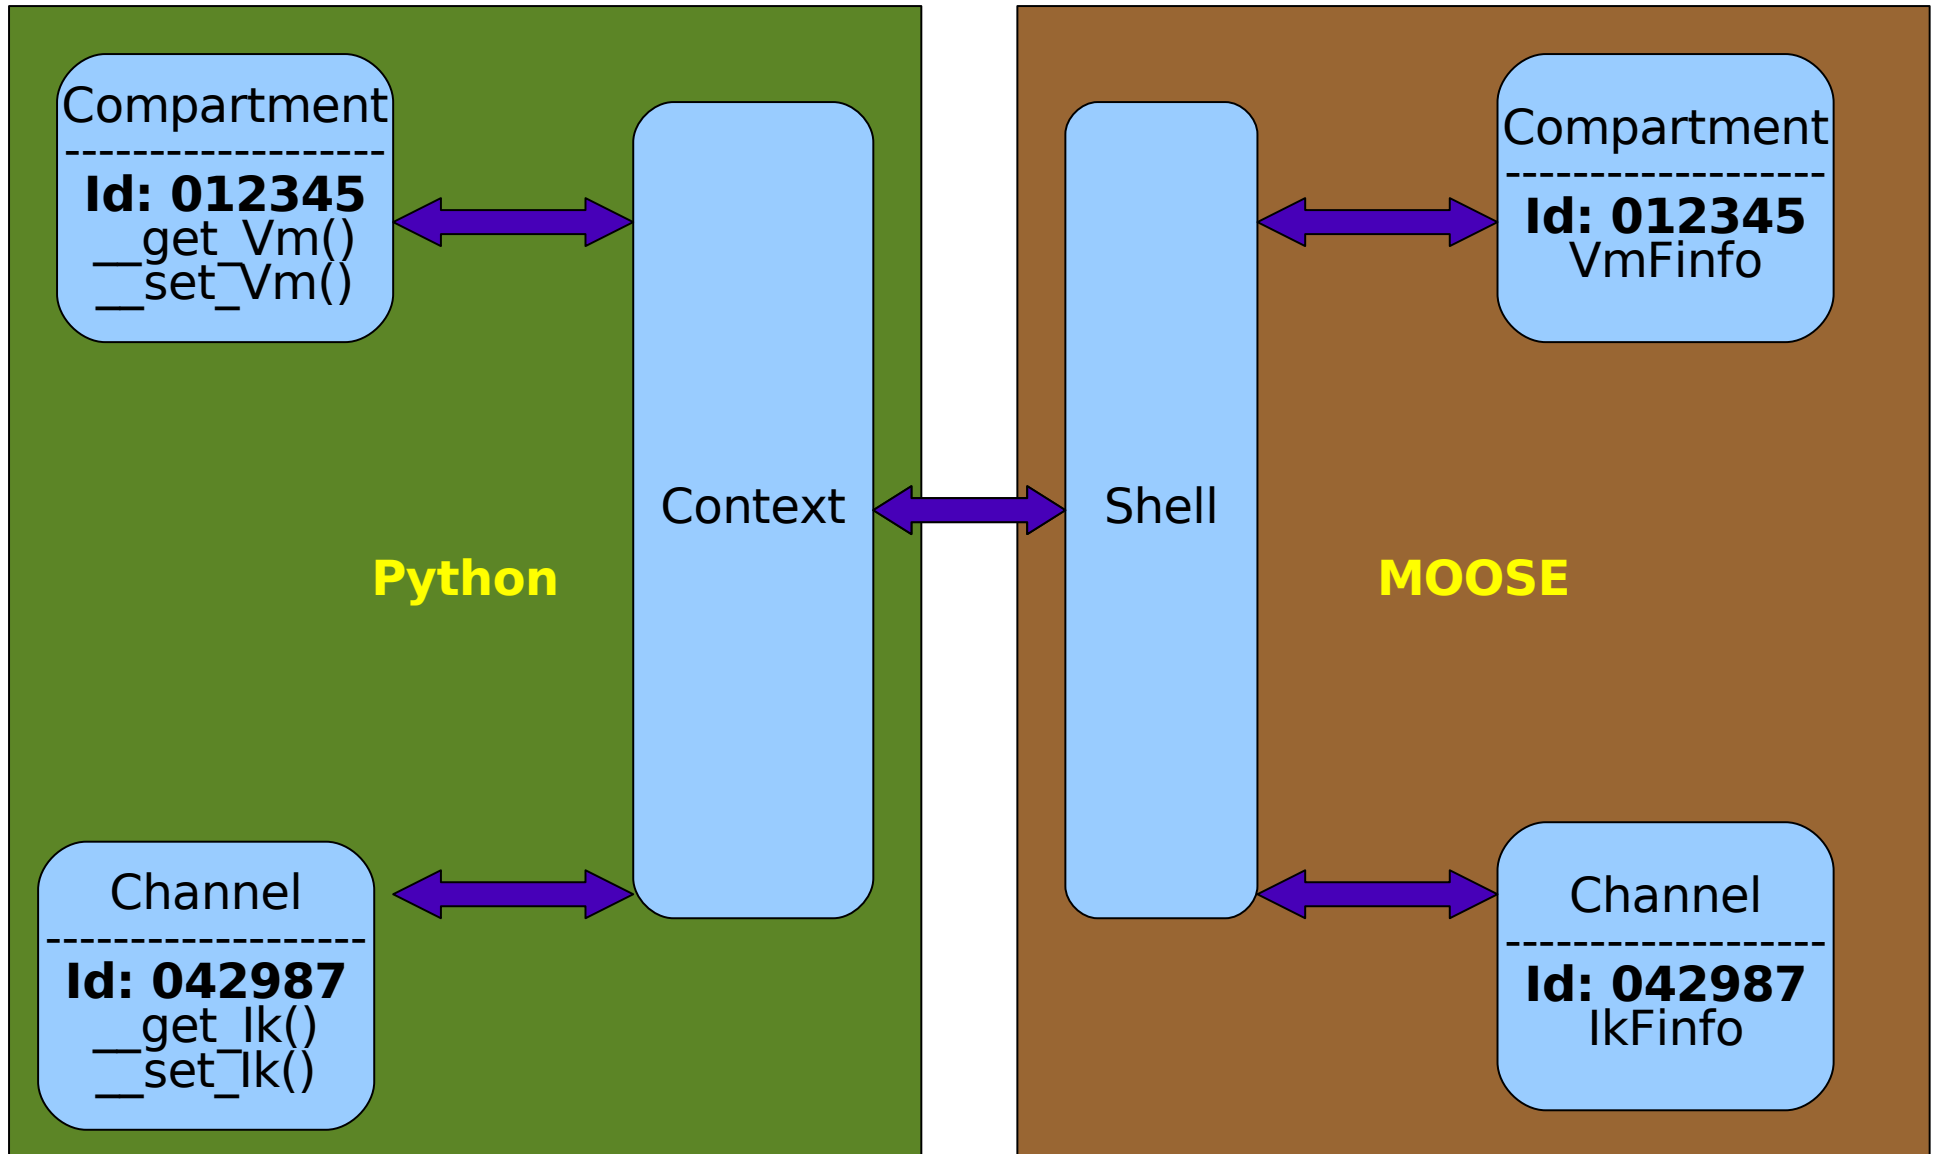 Compartment
-------------------
Id: 012345
__get_Vm()
__set_Vm()
Context
Python
Channel
-------------------
Id: 042987
__get_Ik()
__set_Ik()
Shell
MOOSE
Compartment
-------------------
Id: 012345
VmFinfo
Channel
-------------------
Id: 042987
IkFinfo